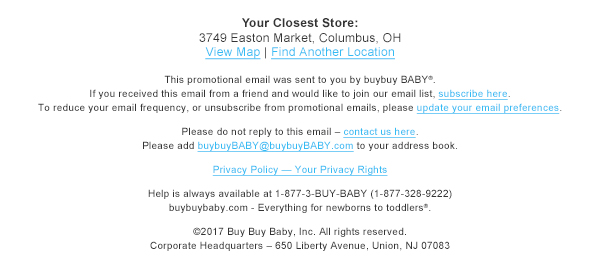 Your Closest Store:
3749 Easton Market, Columbus, OH
View Map | Find Another Location
This promotional email was sent to you by buybuy BABY®.
If you received this email from a friend and would like to join our email list, subscribe here.
To reduce your email frequency, or unsubscribe from promotional emails, please update your email preferences.
Please do not reply to this email – contact us here.
Please add buybuyBABY@buybuyBABY.com to your address book.
Privacy Policy — Your Privacy Rights
Help is always available at 1-877-3-BUY-BABY (1-877-328-9222)
buybuybaby.com - Everything for newborns to toddlers®.
©2017 Buy Buy Baby, Inc. All rights reserved.
Corporate Headquarters – 650 Liberty Avenue, Union, NJ 07083